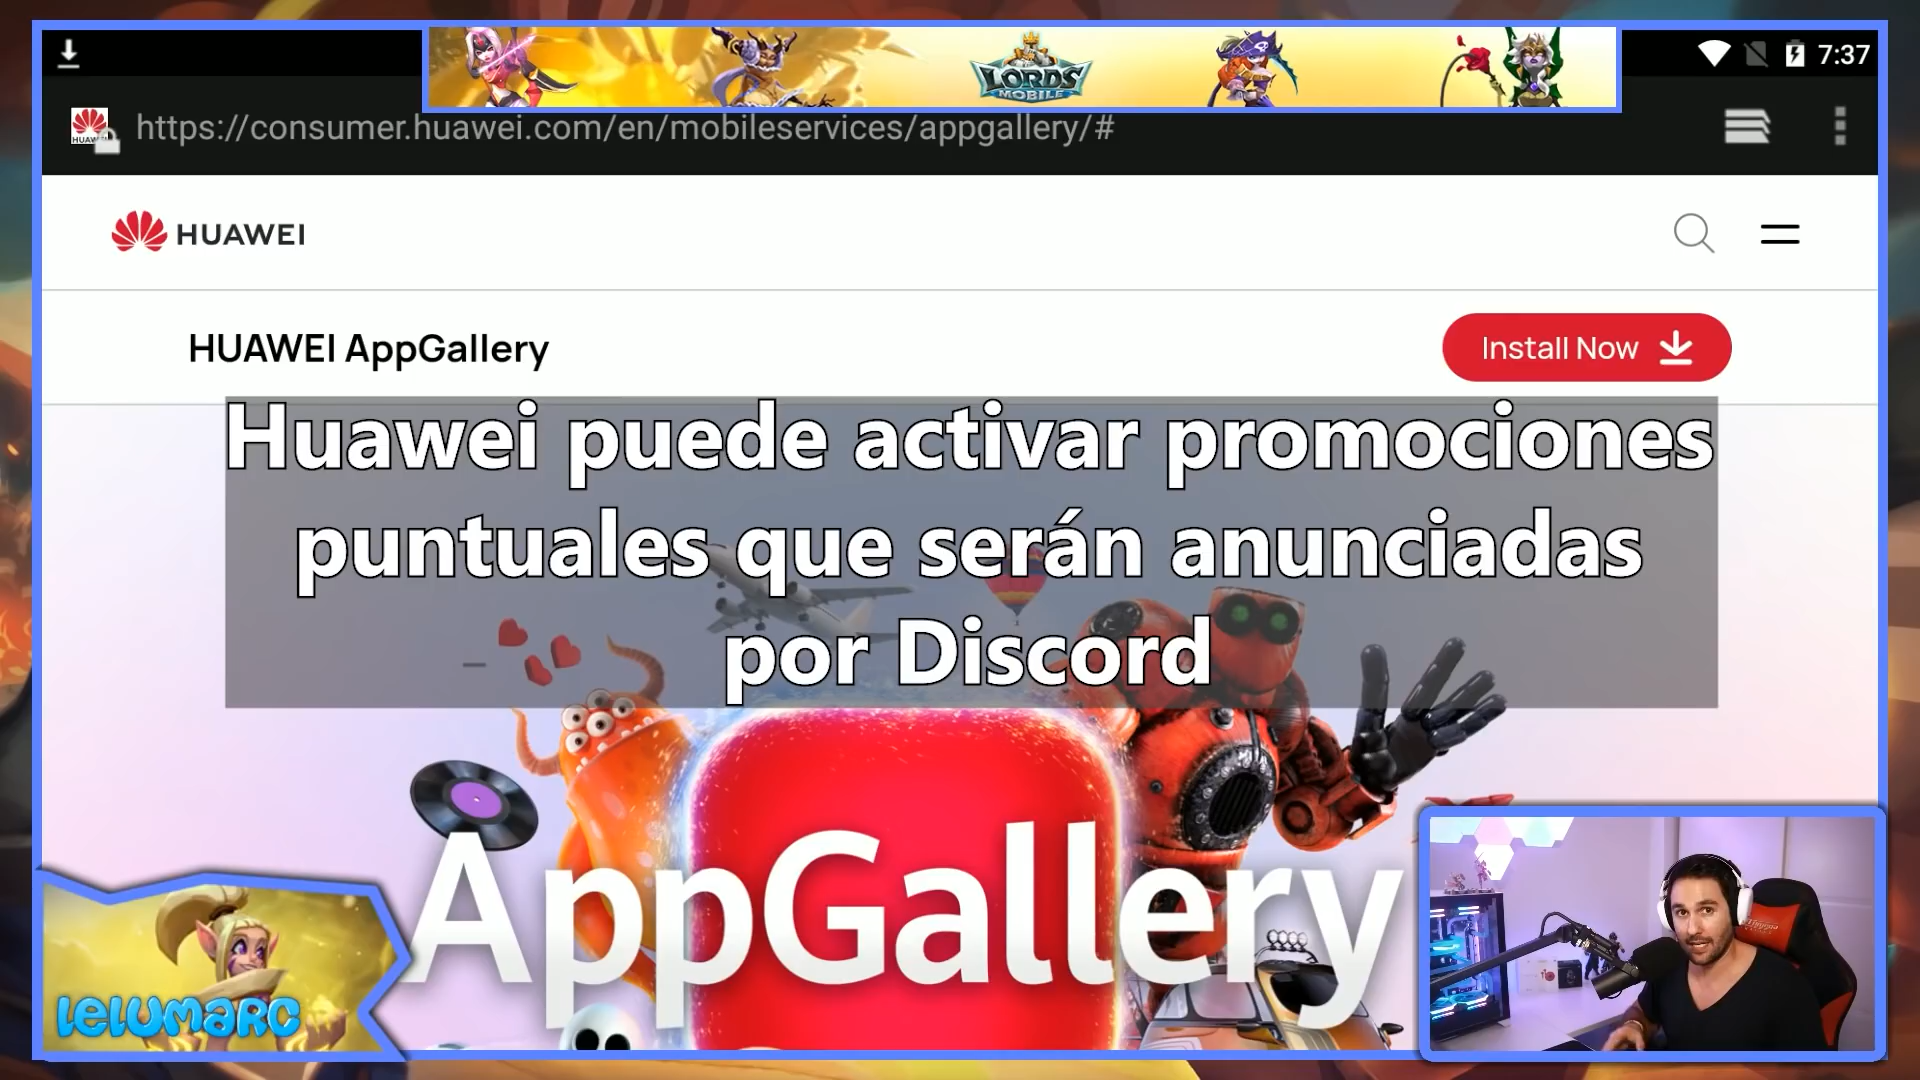 LORDS
MOBILE
7:37
HUAWEI
https://consumer.huawei.com/en/mobileservices/appgallery/#
HUAWEI
HUAWEI AppGallery
Install Now
Huawei puede activar promociones
puntuales que serán anunciadas
por Discord
AppGallery
lelumarc